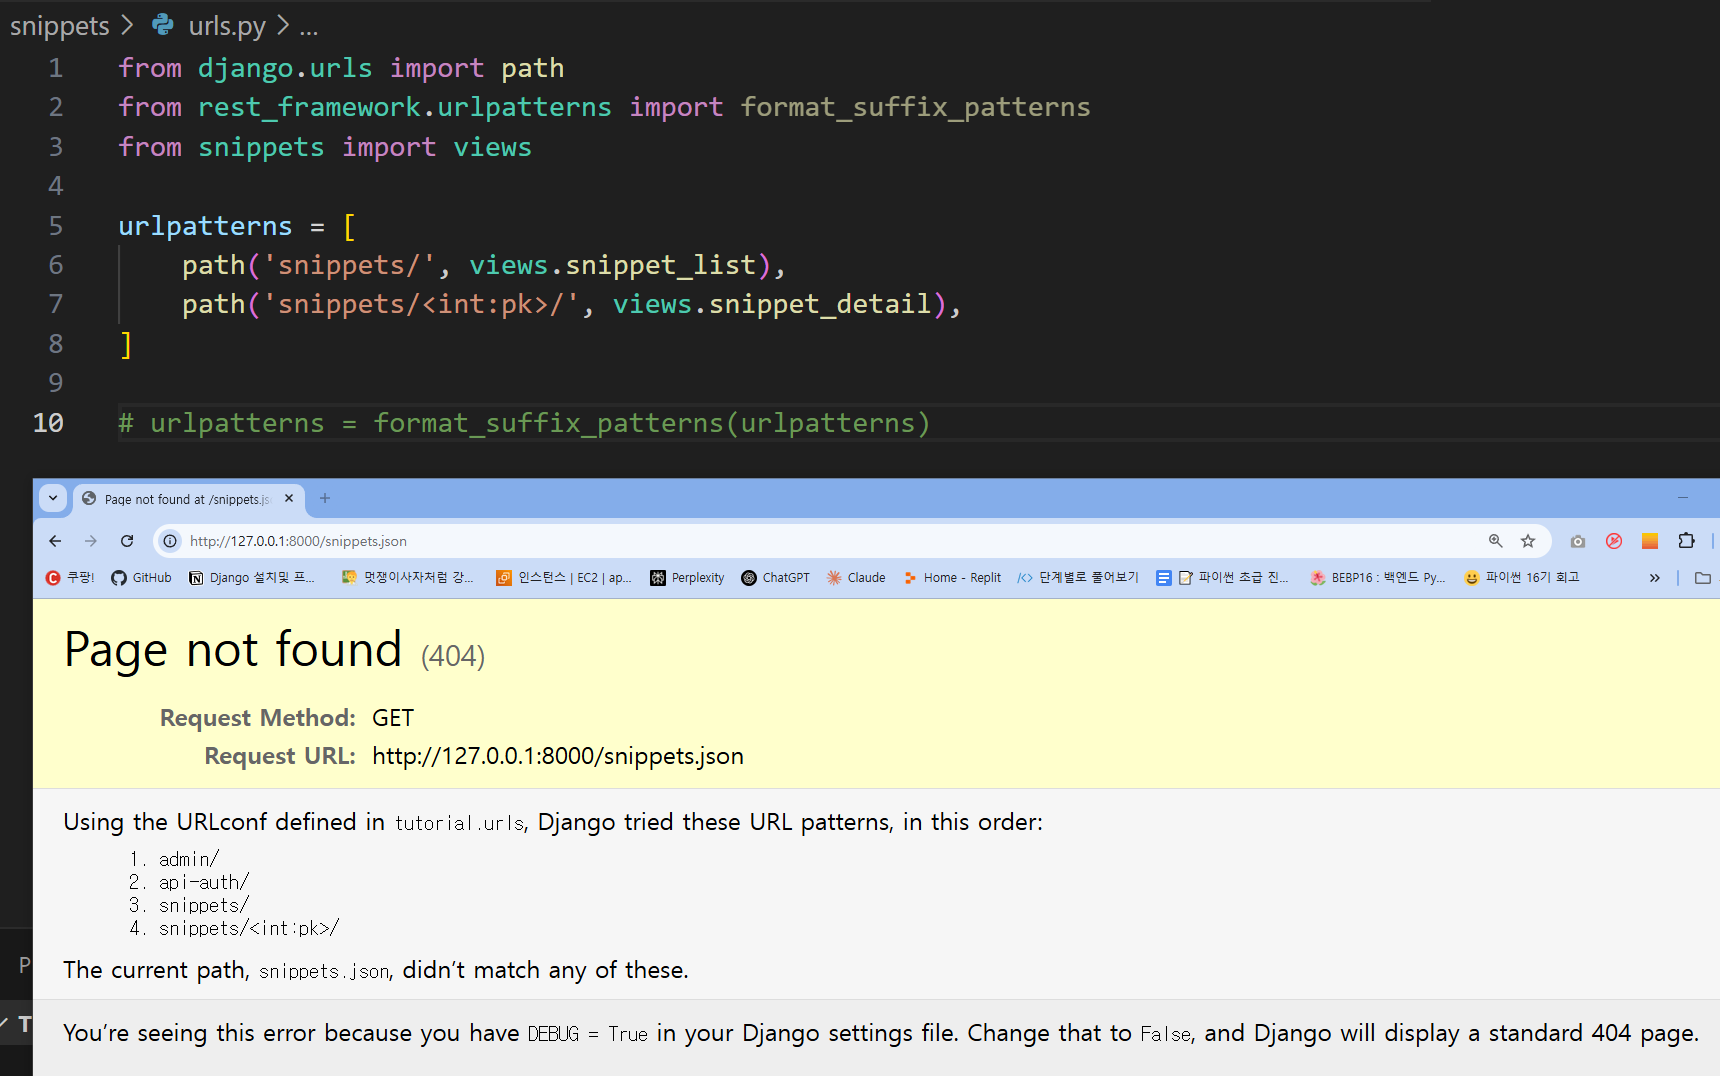 snippets > urls.py > ...
1 from django.urls import path
2 from rest_framework.urlpatterns import format_suffix_patterns
3 from snippets import views
4
5 urlpatterns = [
6     path('snippets/', views.snippet_list),
7     path('snippets/<int:pk>/', views.snippet_detail),
8 ]
9
10 # urlpatterns = format_suffix_patterns(urlpatterns)
Page not found at /snippets.js
http://127.0.0.1:8000/snippets.json
쿠팡! GitHub Django 설치및 프... 멋쟁이사자처럼 강... 인스턴스 | EC2 | ap... Perplexity ChatGPT Claude Home - Replit 단계별로 풀어보기 파이썬 초급 진... BEBP16 : 백엔드 Py... 파이썬 16기 회고 »
Page not found (404)
Request Method: GET
Request URL: http://127.0.0.1:8000/snippets.json
Using the URLconf defined in tutorial.urls, Django tried these URL patterns, in this order:
1. admin/
2. api-auth/
3. snippets/
4. snippets/<int:pk>/
P
The current path, snippets.json, didn’t match any of these.
T
You’re seeing this error because you have DEBUG = True in your Django settings file. Change that to False, and Django will display a standard 404 page.